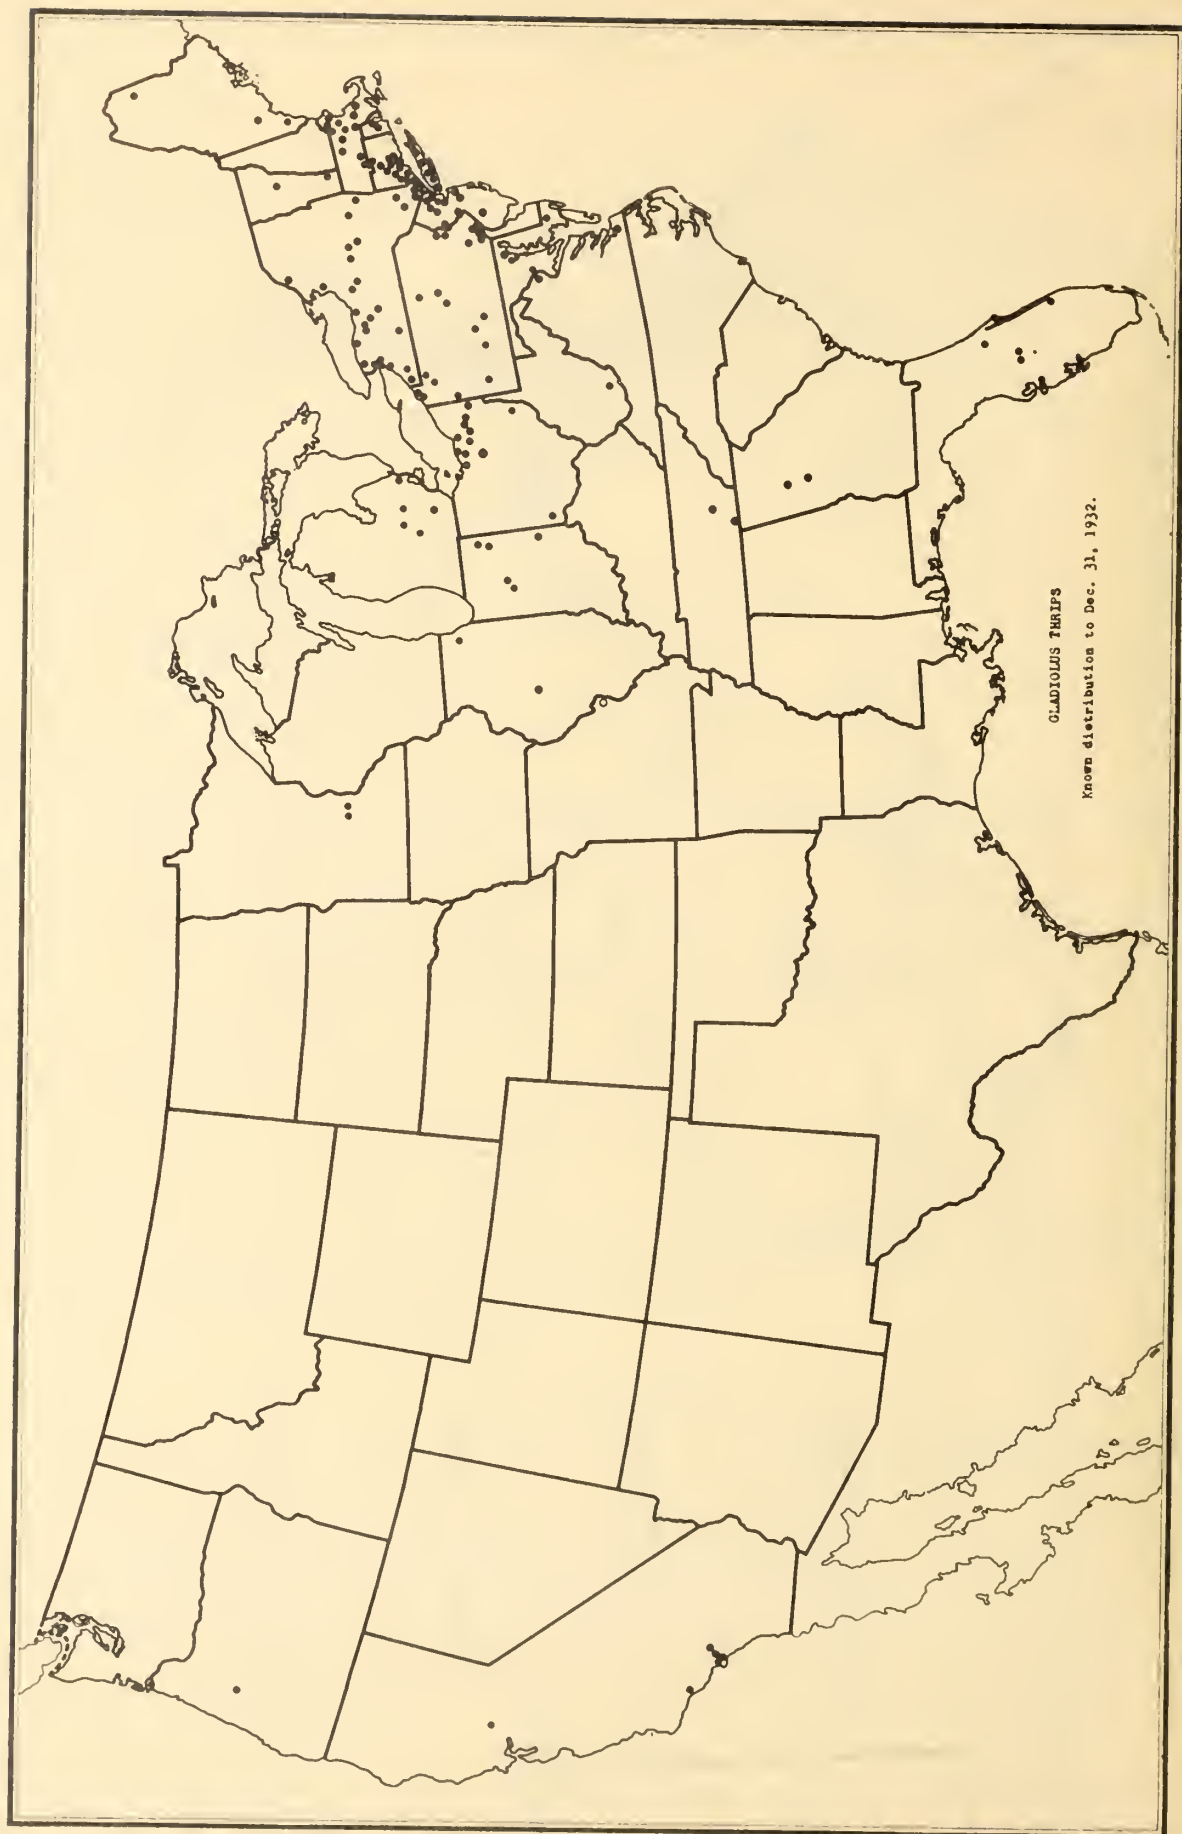 GLADIOLUS THRIPS
Known distribution to Dec. 31, 1932.